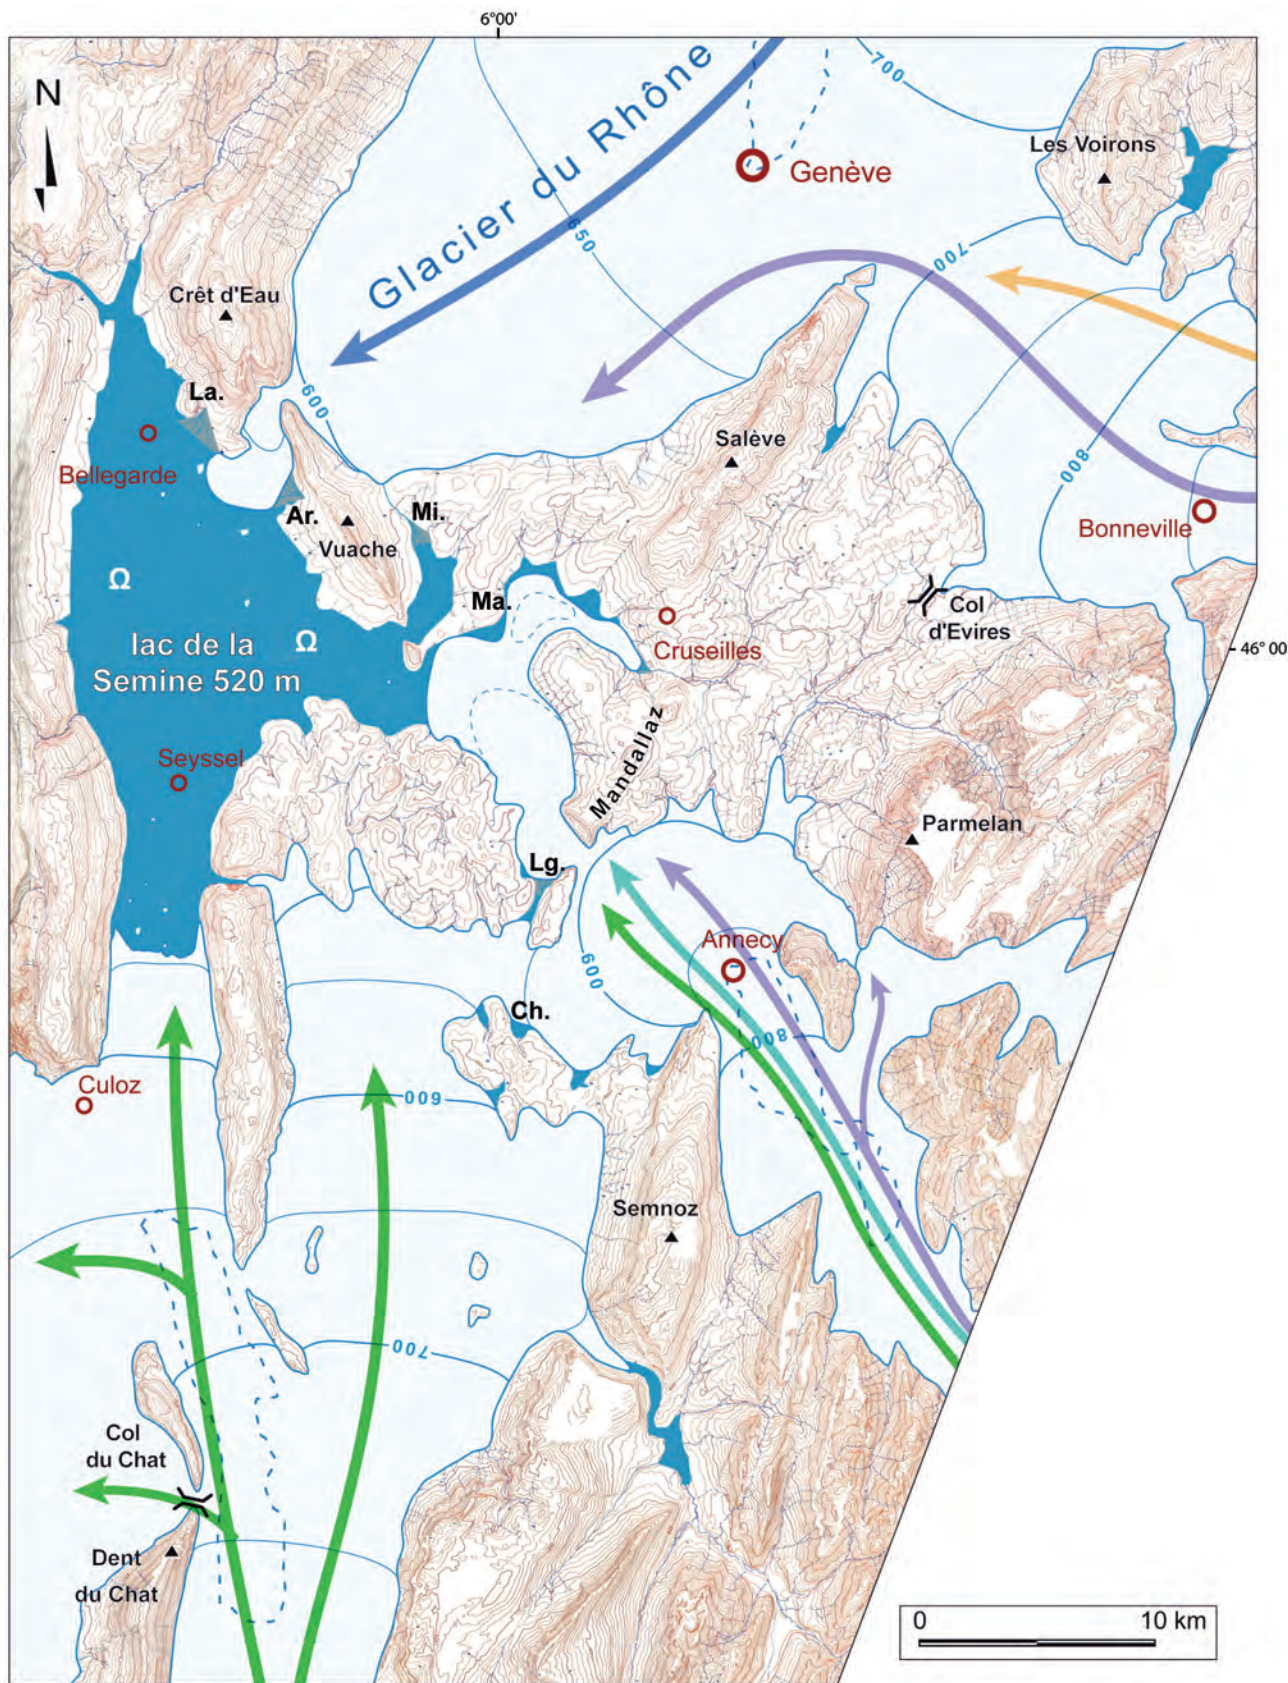 6°00'
N
700
Les Voirons
Genève
Glacier du Rhône
650
700
Crêt d'Eau
La.
600
Bellegarde
Salève
800
Ar.
Mi.
Vuache
Bonneville
Ω
Ma.
Col
d'Evires
Ω
Cruseilles
46° 00
lac de la
Semine 520 m
Mandallaz
Seyssel
Parmelan
Lg.
Annecy
600
Ch.
800
Culoz
600
Semnoz
700
Col
du Chat
Dent
du Chat
0
10 km